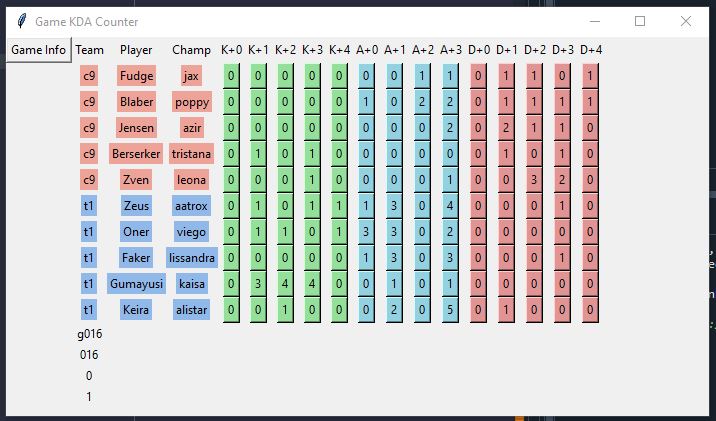 Game KDA Counter
Game Info Team Player Champ K+0 K+1 K+2 K+3 K+4 A+0 A+1 A+2 A+3 D+0 D+1 D+2 D+3 D+4
c9 Fudge jax 0 0 0 0 0 0 0 1 1 0 1 1 0 1
c9 Blaber poppy 0 0 0 0 0 1 0 2 2 0 1 1 1 1
c9 Jensen azir 0 0 0 0 0 0 0 0 2 0 2 1 1 0
c9 Berserker tristana 0 1 0 1 0 0 0 0 0 0 1 0 1 0
c9 Zven leona 0 0 0 1 0 0 0 0 1 0 0 3 2 0
t1 Zeus aatrox 0 1 0 1 1 1 3 0 4 0 0 0 1 0
t1 Oner viego 0 1 1 0 1 3 3 0 2 0 0 0 0 0
t1 Faker lissandra 0 0 0 0 0 1 3 0 3 0 0 0 1 0
t1 Gumayusi kaisa 0 3 4 4 0 0 1 0 1 0 0 0 0 0
t1 Keira alistar 0 0 1 0 0 0 2 0 5 0 1 0 0 0
g016
016
0
1